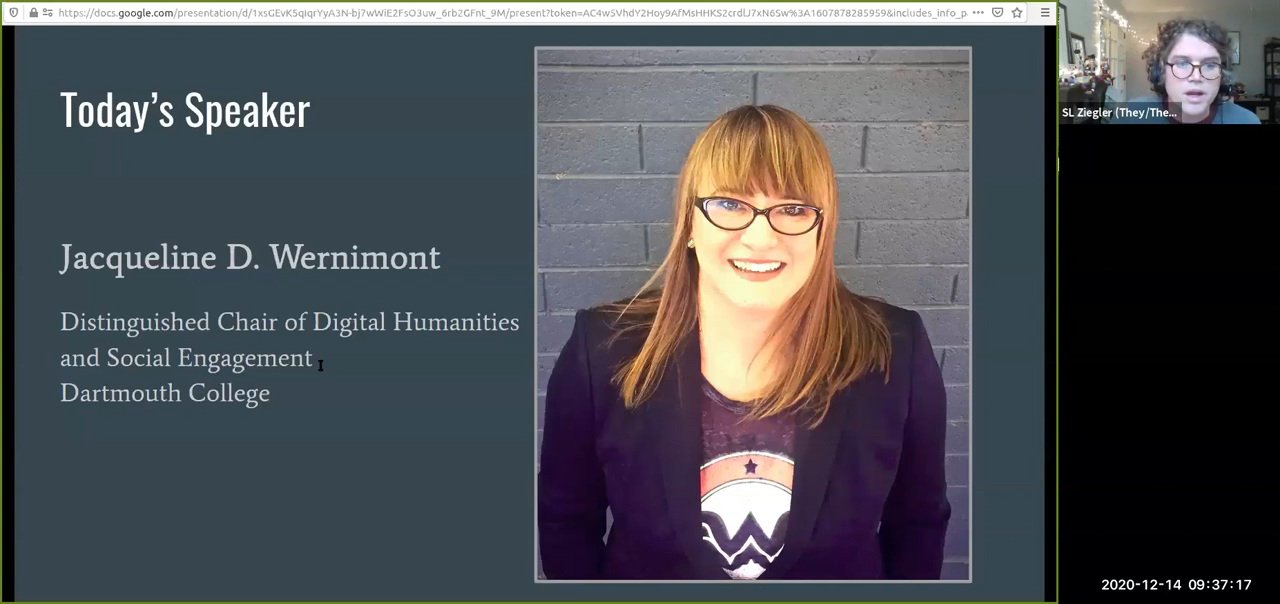 https://docs.google.com/presentation/d/1xsGEvK5qIqrYyA3N-bj7wWiE2FsO3uw_6rb2GFnt_9M/present?token=AC4w5VhdY2Hoy9AfMsHHKS2crdLJ7xN6Sw%3A1607878285959&includes_info_p
Today's Speaker
Jacqueline D. Wernimont
Distinguished Chair of Digital Humanities
and Social Engagement
Dartmouth College
SL Ziegler (They/The...
2020-12-14 09:37:17